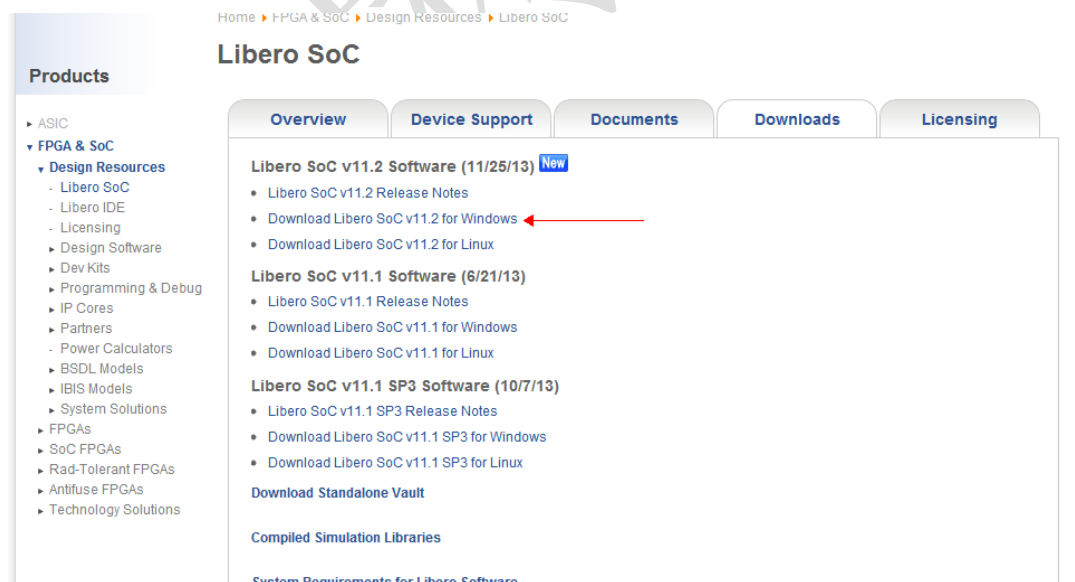 Home ▸ FPGA & SoC ▸ Design Resources ▸ Libero SoC
Libero SoC
Products
▸ ASIC
▾ FPGA & SoC
▾ Design Resources
- Libero SoC
- Libero IDE
- Licensing
▸ Design Software
▸ Dev Kits
▸ Programming & Debug
▸ IP Cores
▸ Partners
- Power Calculators
▸ BSDL Models
▸ IBIS Models
▸ System Solutions
▸ FPGAs
▸ SoC FPGAs
▸ Rad-Tolerant FPGAs
▸ Antifuse FPGAs
▸ Technology Solutions
Overview Device Support Documents Downloads Licensing
Libero SoC v11.2 Software (11/25/13) New
• Libero SoC v11.2 Release Notes
• Download Libero SoC v11.2 for Windows
• Download Libero SoC v11.2 for Linux
Libero SoC v11.1 Software (6/21/13)
• Libero SoC v11.1 Release Notes
• Download Libero SoC v11.1 for Windows
• Download Libero SoC v11.1 for Linux
Libero SoC v11.1 SP3 Software (10/7/13)
• Libero SoC v11.1 SP3 Release Notes
• Download Libero SoC v11.1 SP3 for Windows
• Download Libero SoC v11.1 SP3 for Linux
Download Standalone Vault
Compiled Simulation Libraries
System Requirements for Libero Software